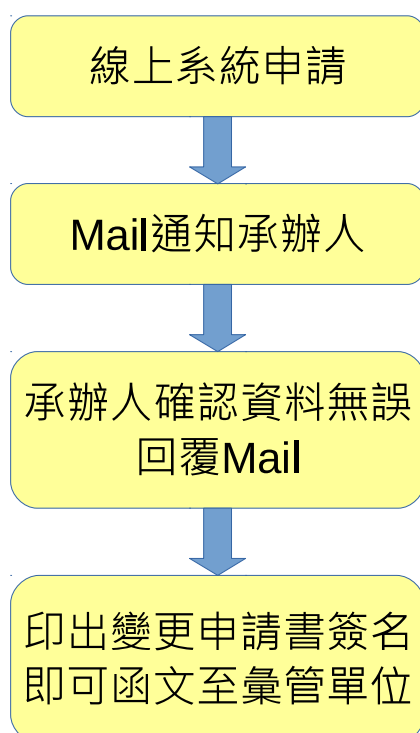 線上系統申請
Mail通知承辦人
承辦人確認資料無誤
回覆Mail
印出變更申請書簽名
即可函文至彙管單位